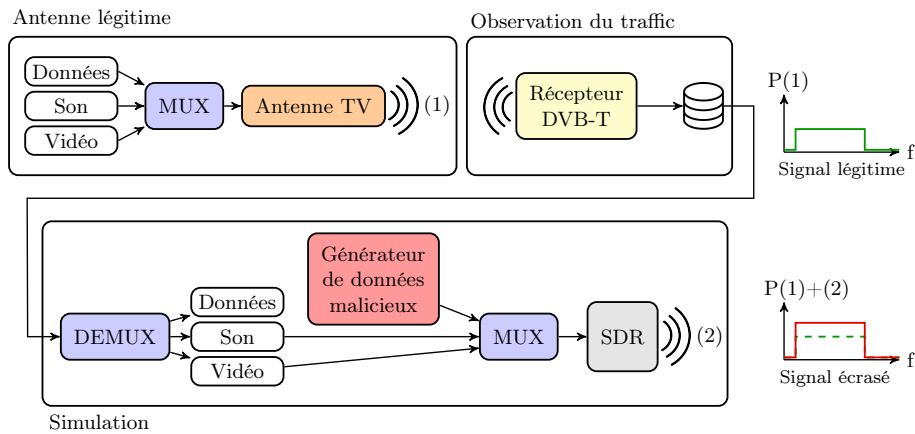 Antenne légitime
Observation du traffic
Données
Son
Vidéo
MUX
Antenne TV
(1)
Récepteur
DVB-T
P(1)
f
Signal légitime
Générateur
de données
malicieux
DEMUX
Données
Son
Vidéo
MUX
SDR
(2)
P(1)+(2)
f
Signal écrasé
Simulation